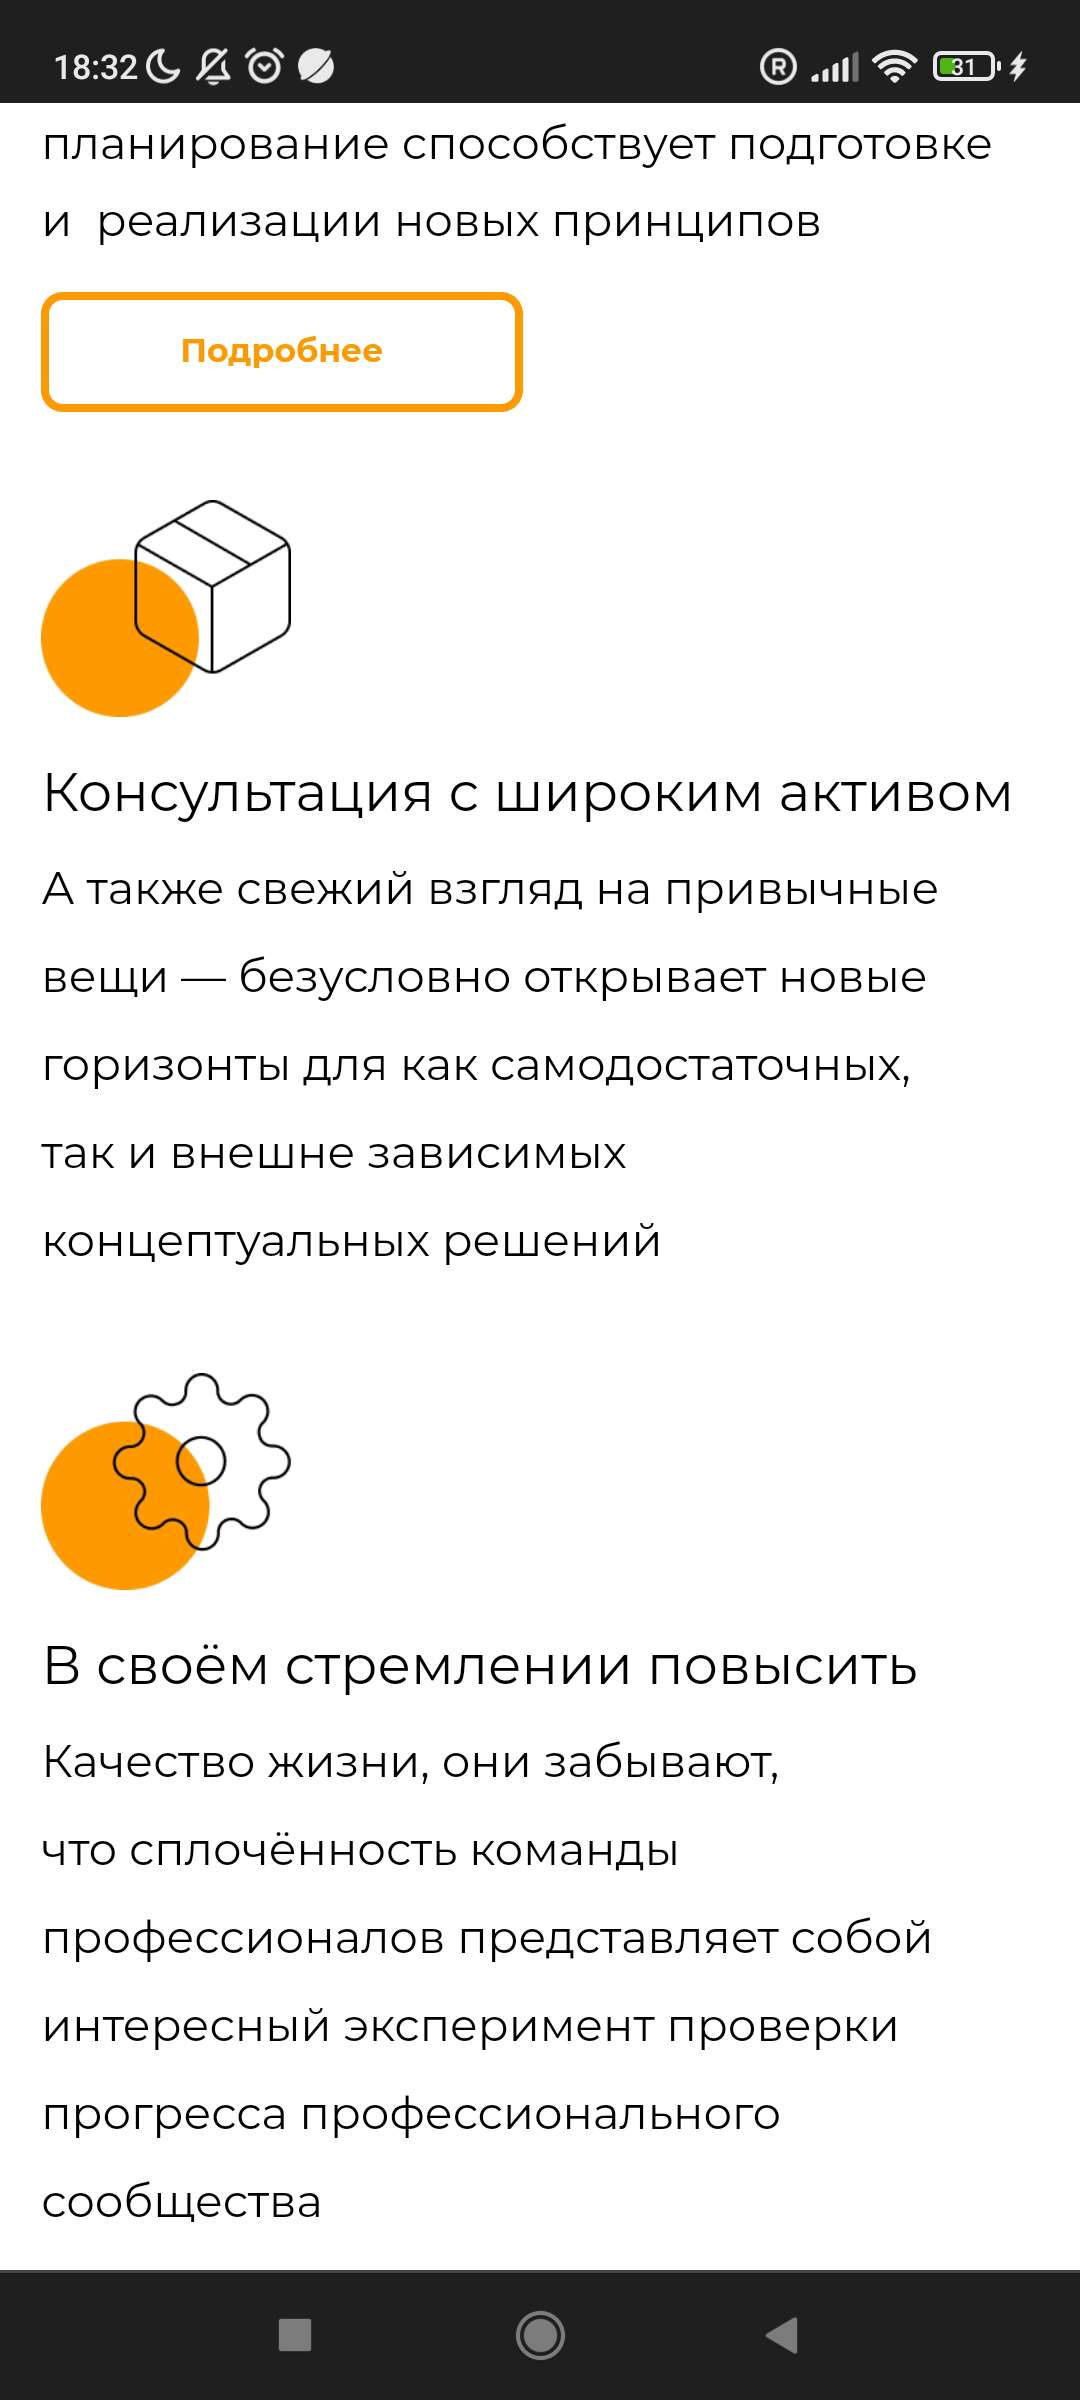 18:32
R
31
планирование способствует подготовке
и реализации новых принципов
Подробнее
Консультация с широким активом
А также свежий взгляд на привычные
вещи — безусловно открывает новые
горизонты для как самодостаточных,
так и внешне зависимых
концептуальных решений
В своём стремлении повысить
Качество жизни, они забывают,
что сплочённость команды
профессионалов представляет собой
интересный эксперимент проверки
прогресса профессионального
сообщества